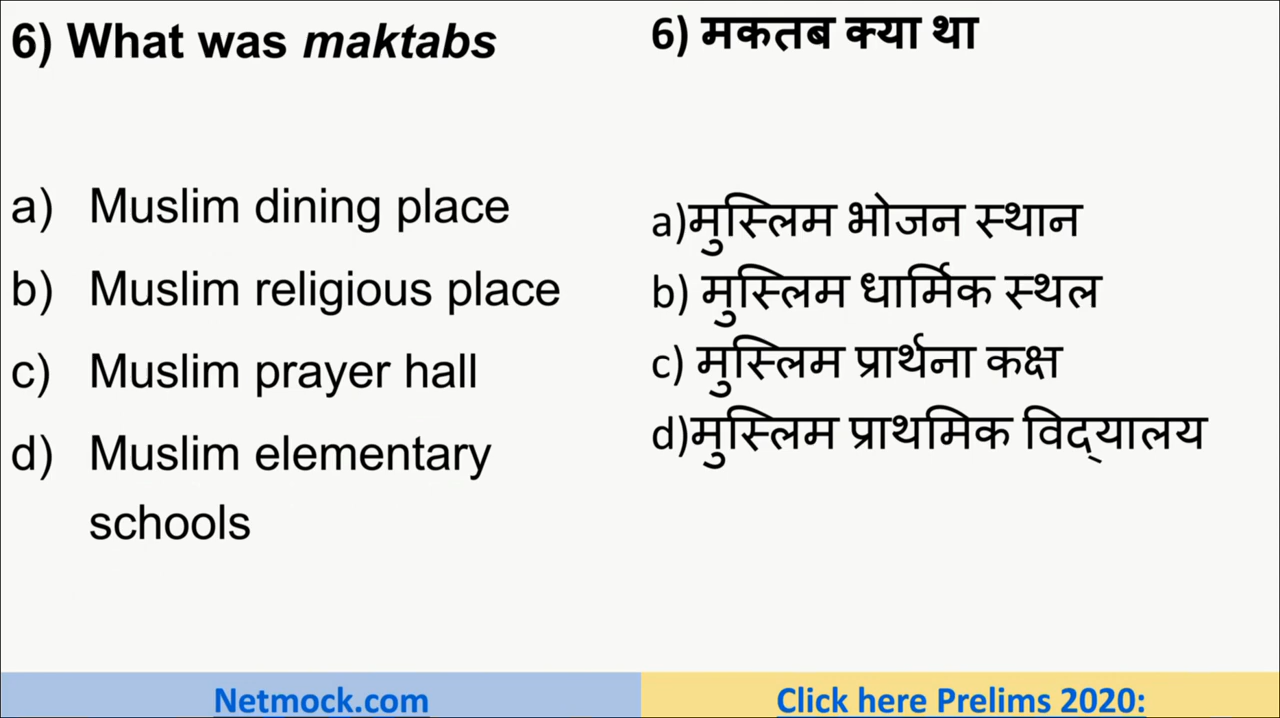 6) What was maktabs
a) Muslim dining place
b) Muslim religious place
c) Muslim prayer hall
d) Muslim elementary
schools
6) मकतब क्या था
a)मुस्लिम भोजन स्थान
b) मुस्लिम धार्मिक स्थल
c) मुस्लिम प्रार्थना कक्ष
d)मुस्लिम प्राथमिक विद्‌यालय
Netmock.com
Click here Prelims 2020: